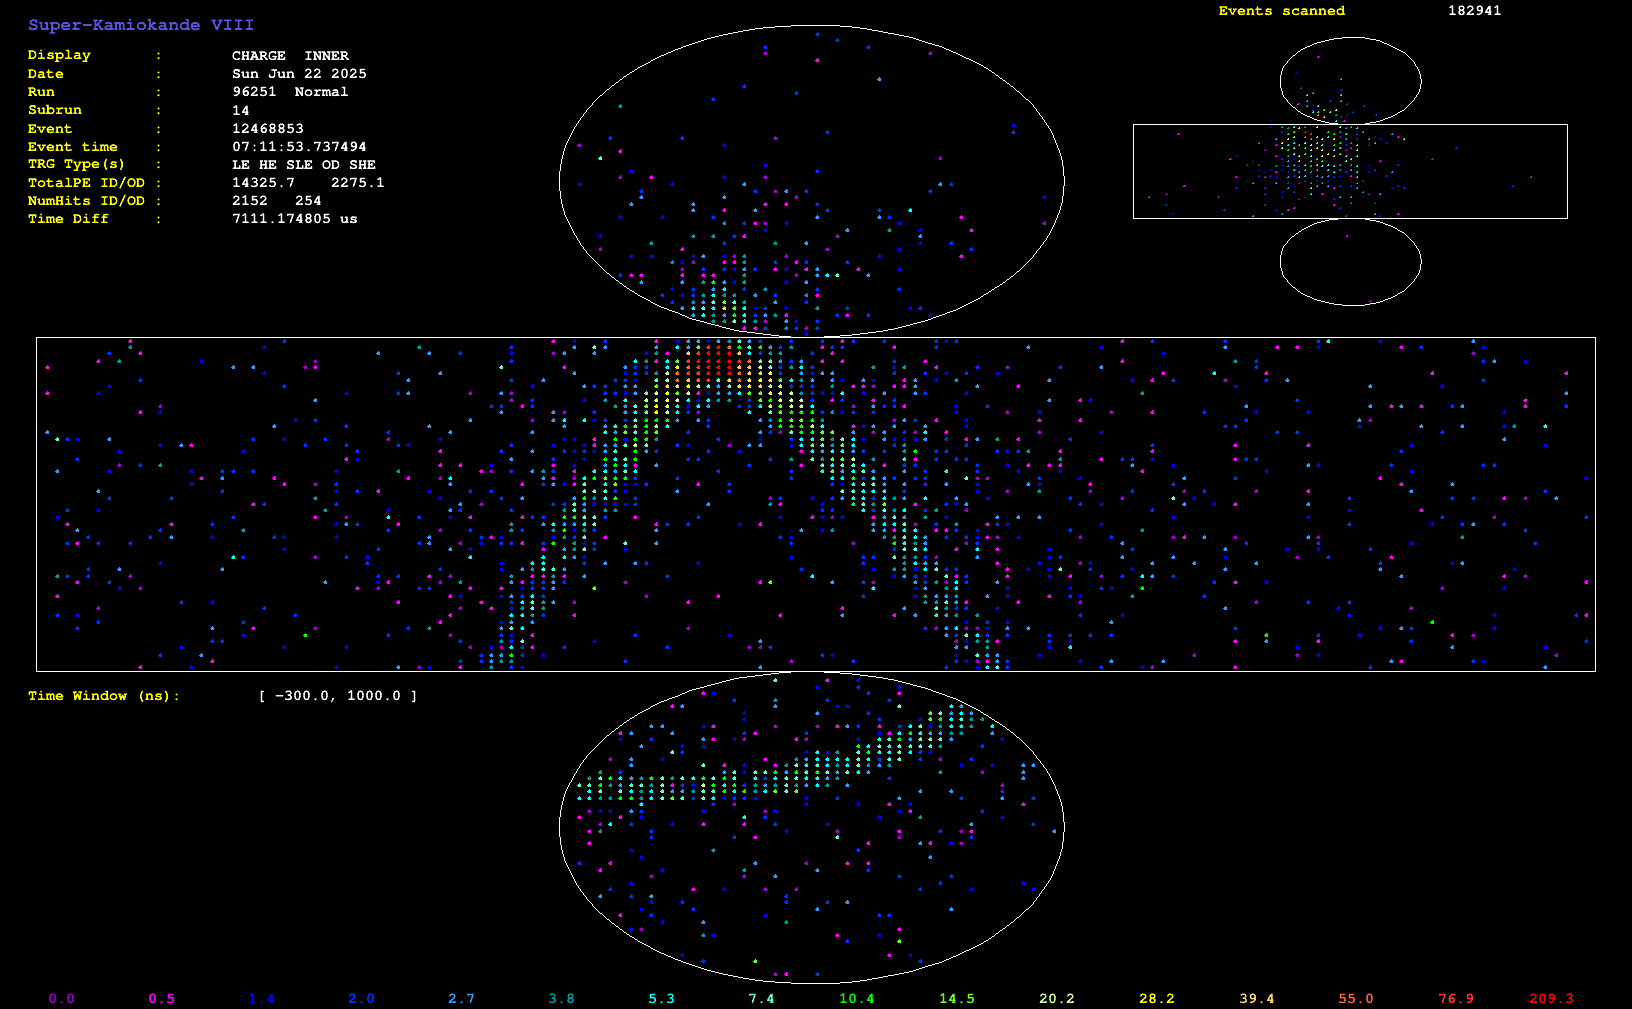 Super-Kamiokande VIII
Events scanned 182941
Display : CHARGE INNER
Date : Sun Jun 22 2025
Run : 96251 Normal
Subrun : 14
Event : 12468853
Event time : 07:11:53.737494
TRG Type(s) : LE HE SLE OD SHE
TotalPE ID/OD : 14325.7 2275.1
NumHits ID/OD : 2152 254
Time Diff : 7111.174805 us
Time Window (ns): [ -300.0, 1000.0 ]
0.0 0.5 1.4 2.0 2.7 3.8 5.3 7.4 10.4 14.5 20.2 28.2 39.4 55.0 76.9 209.3